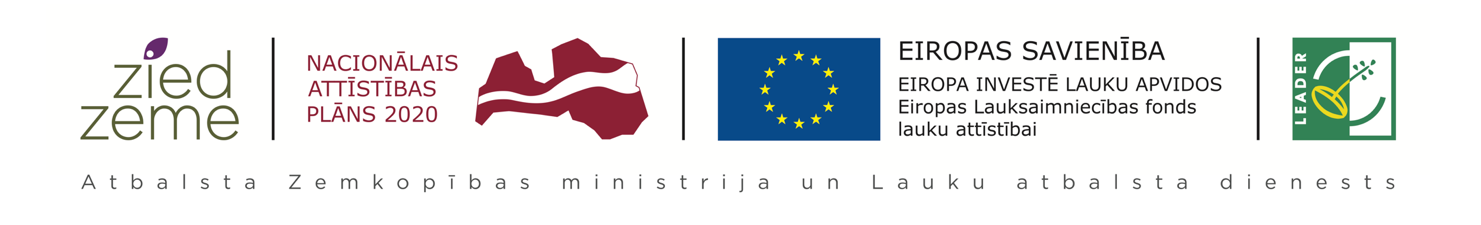 zied
zeme
NACIONĀLAIS
ATTĪSTĪBAS
PLĀNS 2020
EIROPAS SAVIENĪBA
EIROPA INVESTĒ LAUKU APVIDOS
Eiropas Lauksaimniecības fonds
lauku attīstībai
LEADER
Atbalsta Zemkopības ministrija un Lauku atbalsta dienests